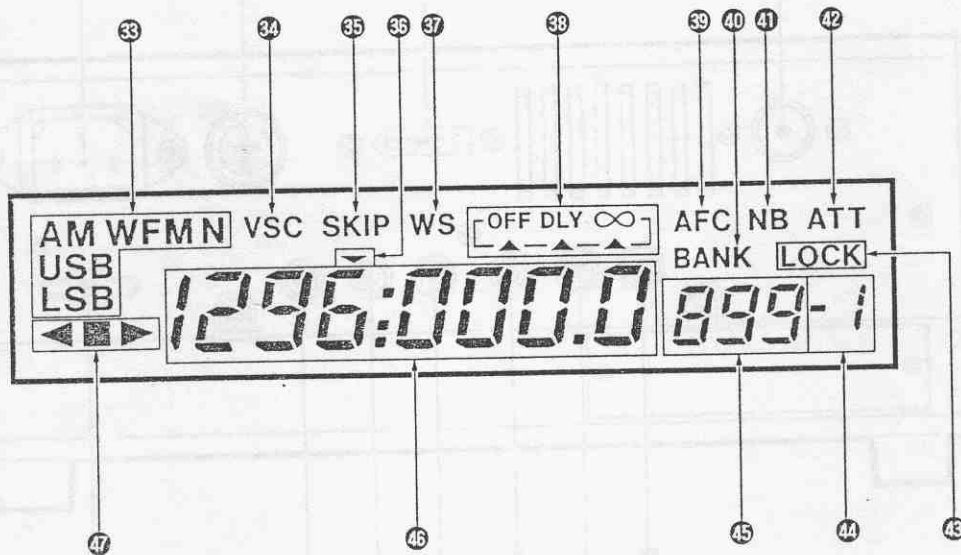 33 34 35 36 37 38 39 40 41 42
AM WFM N VSC SKIP WS OFF DLY ∞ AFC NB ATT
USB BANK LOCK
LSB
1296:000.0 899-1
47 46 45 44 43